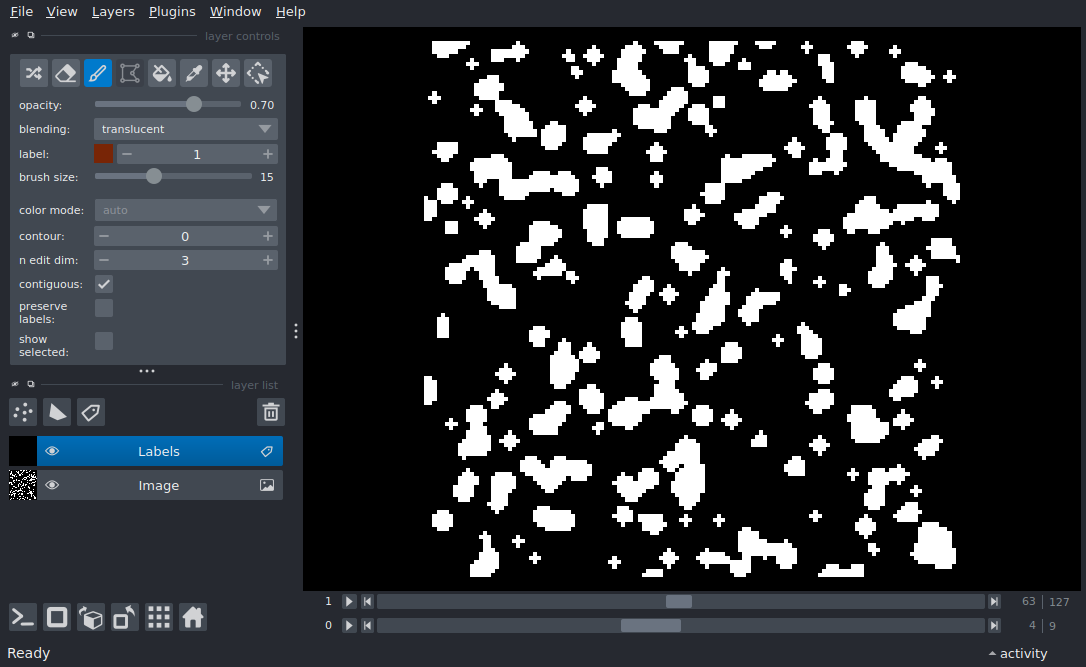 File View Layers Plugins Window Help
layer controls
opacity: 0.70
blending: translucent
label: 1
brush size: 15
color mode: auto
contour: 0
n edit dim: 3
contiguous:
preserve
labels:
show
selected:
layer list
Labels
Image
1 63 127
0 4 9
Ready activity